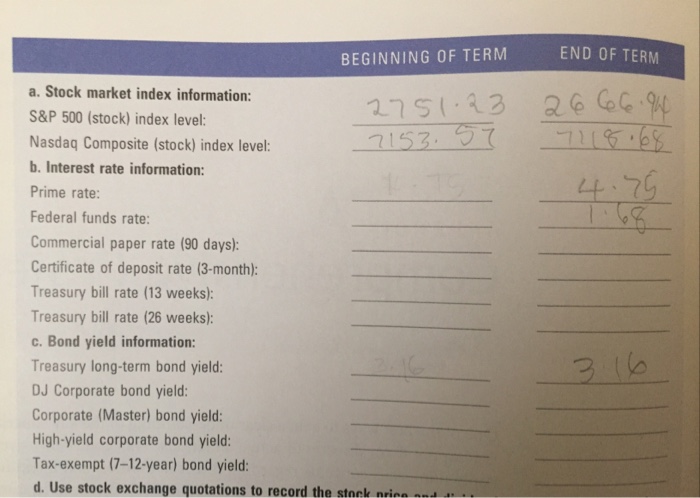 BEGINNING OF TERM END OF TERM
a. Stock market index information:
S&P 500 (stock) index level: 2751.23 2666.94
Nasdaq Composite (stock) index level: 7153.57 7118.68
b. Interest rate information:
Prime rate: 4.75
Federal funds rate: 1.68
Commercial paper rate (90 days):
Certificate of deposit rate (3-month):
Treasury bill rate (13 weeks):
Treasury bill rate (26 weeks):
c. Bond yield information:
Treasury long-term bond yield: 3.16 3.16
DJ Corporate bond yield:
Corporate (Master) bond yield:
High-yield corporate bond yield:
Tax-exempt (7–12-year) bond yield:
d. Use stock exchange quotations to record the stock price and